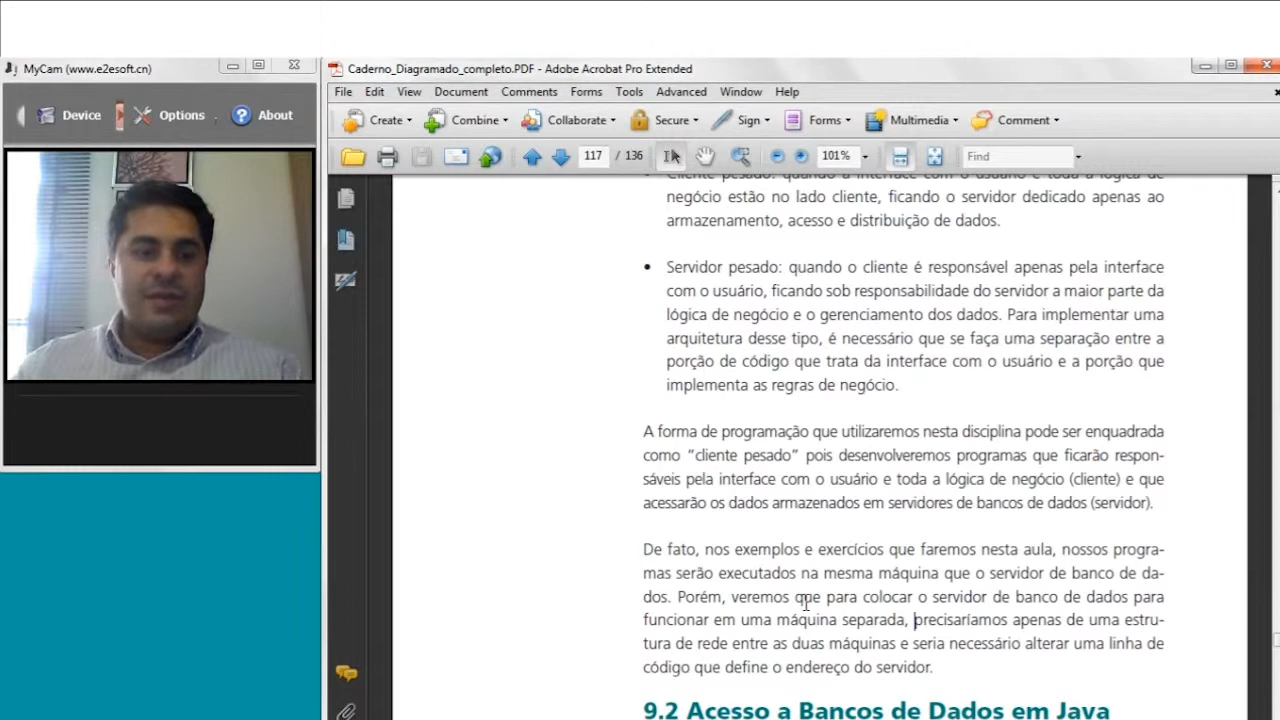 MyCam (www.e2esoft.cn)
Device
Options
About
Caderno_Diagramado_completo.PDF - Adobe Acrobat Pro Extended
File Edit View Document Comments Forms Tools Advanced Window Help
Create Combine Collaborate Secure Sign Forms Multimedia Comment
117 / 136 101% Find
Cliente pesado: quando a interface com o usuário e toda a lógica de
negócio estão no lado cliente, ficando o servidor dedicado apenas ao
armazenamento, acesso e distribuição de dados.
• Servidor pesado: quando o cliente é responsável apenas pela interface
com o usuário, ficando sob responsabilidade do servidor a maior parte da
lógica de negócio e o gerenciamento dos dados. Para implementar uma
arquitetura desse tipo, é necessário que se faça uma separação entre a
porção de código que trata da interface com o usuário e a porção que
implementa as regras de negócio.
A forma de programação que utilizaremos nesta disciplina pode ser enquadrada
como “cliente pesado” pois desenvolveremos programas que ficarão respon-
sáveis pela interface com o usuário e toda a lógica de negócio (cliente) e que
acessarão os dados armazenados em servidores de bancos de dados (servidor).
De fato, nos exemplos e exercícios que faremos nesta aula, nossos progra-
mas serão executados na mesma máquina que o servidor de banco de da-
dos. Porém, veremos que para colocar o servidor de banco de dados para
funcionar em uma máquina separada, precisaríamos apenas de uma estru-
tura de rede entre as duas máquinas e seria necessário alterar uma linha de
código que define o endereço do servidor.
9.2 Acesso a Bancos de Dados em Java